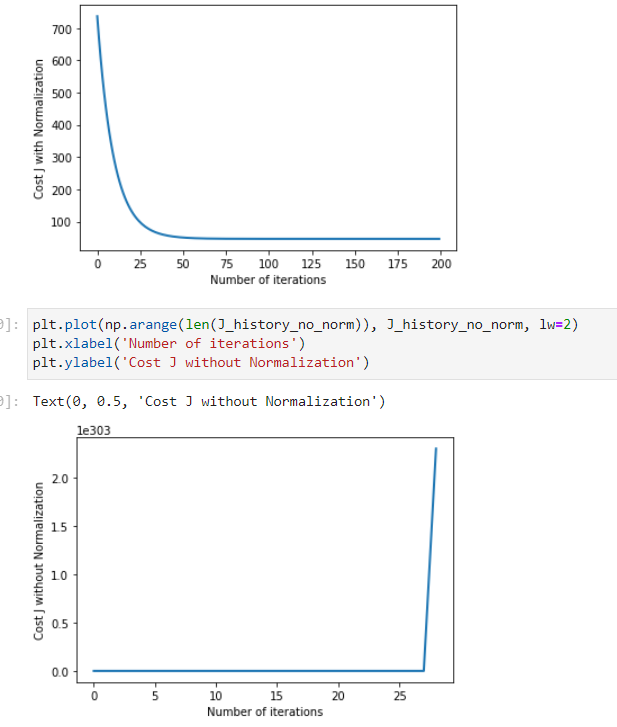 700
600
500
400
300
200
100
Cost J with Normalization
0 25 50 75 100 125 150 175 200
Number of iterations
]: plt.plot(np.arange(len(J_history_no_norm)), J_history_no_norm, lw=2)
plt.xlabel('Number of iterations')
plt.ylabel('Cost J without Normalization')
]: Text(0, 0.5, 'Cost J without Normalization')
1e303
2.0
1.5
1.0
0.5
0.0
Cost J without Normalization
0 5 10 15 20 25
Number of iterations